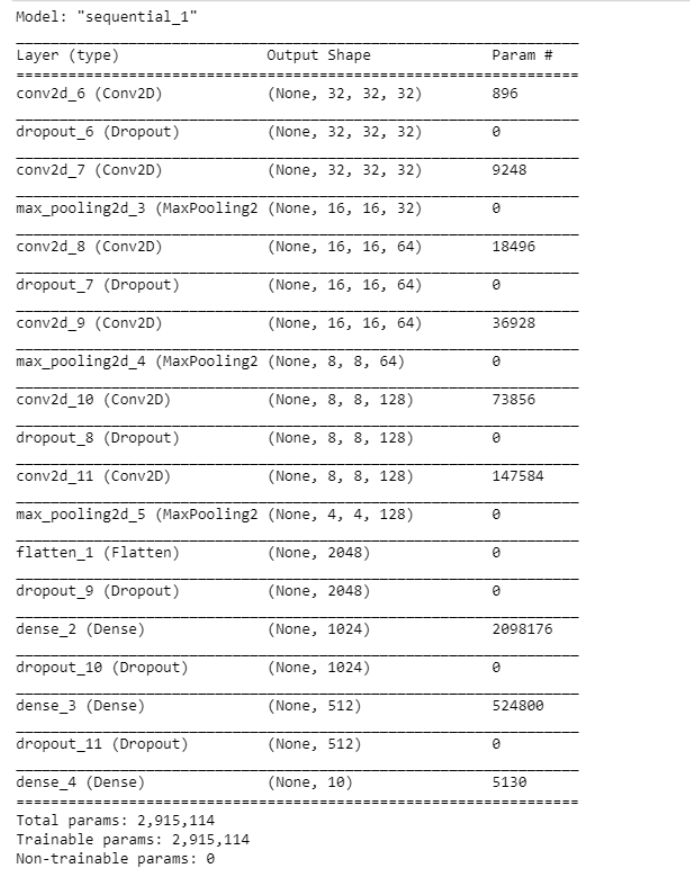 Model: "sequential_1"
Layer (type) Output Shape Param #
conv2d_6 (Conv2D) (None, 32, 32, 32) 896
dropout_6 (Dropout) (None, 32, 32, 32) 0
conv2d_7 (Conv2D) (None, 32, 32, 32) 9248
max_pooling2d_3 (MaxPooling2 (None, 16, 16, 32) 0
conv2d_8 (Conv2D) (None, 16, 16, 64) 18496
dropout_7 (Dropout) (None, 16, 16, 64) 0
conv2d_9 (Conv2D) (None, 16, 16, 64) 36928
max_pooling2d_4 (MaxPooling2 (None, 8, 8, 64) 0
conv2d_10 (Conv2D) (None, 8, 8, 128) 73856
dropout_8 (Dropout) (None, 8, 8, 128) 0
conv2d_11 (Conv2D) (None, 8, 8, 128) 147584
max_pooling2d_5 (MaxPooling2 (None, 4, 4, 128) 0
flatten_1 (Flatten) (None, 2048) 0
dropout_9 (Dropout) (None, 2048) 0
dense_2 (Dense) (None, 1024) 2098176
dropout_10 (Dropout) (None, 1024) 0
dense_3 (Dense) (None, 512) 524800
dropout_11 (Dropout) (None, 512) 0
dense_4 (Dense) (None, 10) 5130
Total params: 2,915,114
Trainable params: 2,915,114
Non-trainable params: 0